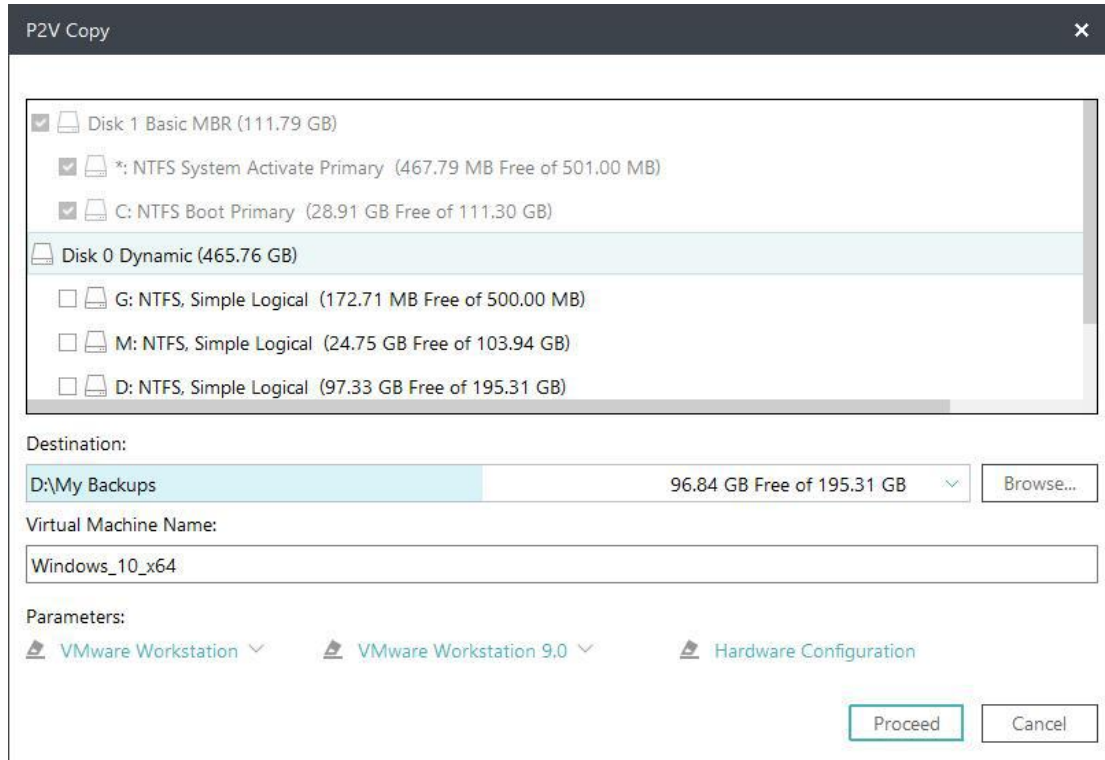 P2V Copy
Disk 1 Basic MBR (111.79 GB)
*: NTFS System Activate Primary (467.79 MB Free of 501.00 MB)
C: NTFS Boot Primary (28.91 GB Free of 111.30 GB)
Disk 0 Dynamic (465.76 GB)
G: NTFS, Simple Logical (172.71 MB Free of 500.00 MB)
M: NTFS, Simple Logical (24.75 GB Free of 103.94 GB)
D: NTFS, Simple Logical (97.33 GB Free of 195.31 GB)
Destination:
D:\My Backups 96.84 GB Free of 195.31 GB Browse...
Virtual Machine Name:
Windows_10_x64
Parameters:
VMware Workstation VMware Workstation 9.0 Hardware Configuration
Proceed Cancel